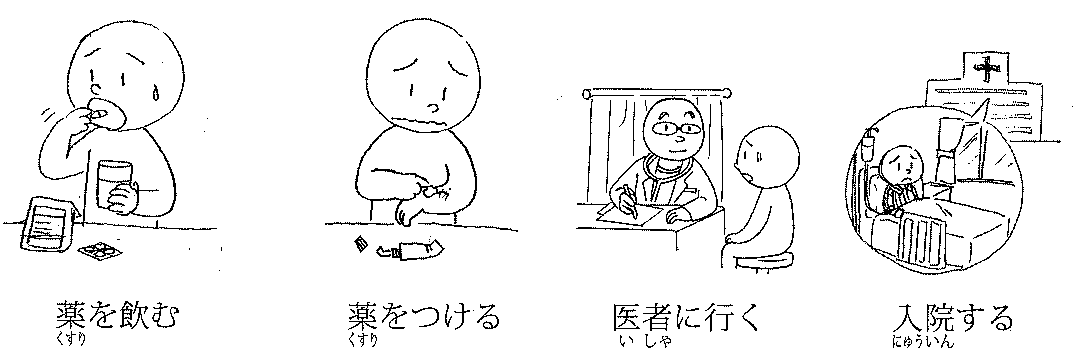 薬を飲む
くすり
薬をつける
くすり
医者に行く
いしゃ
入院する
にゅういん